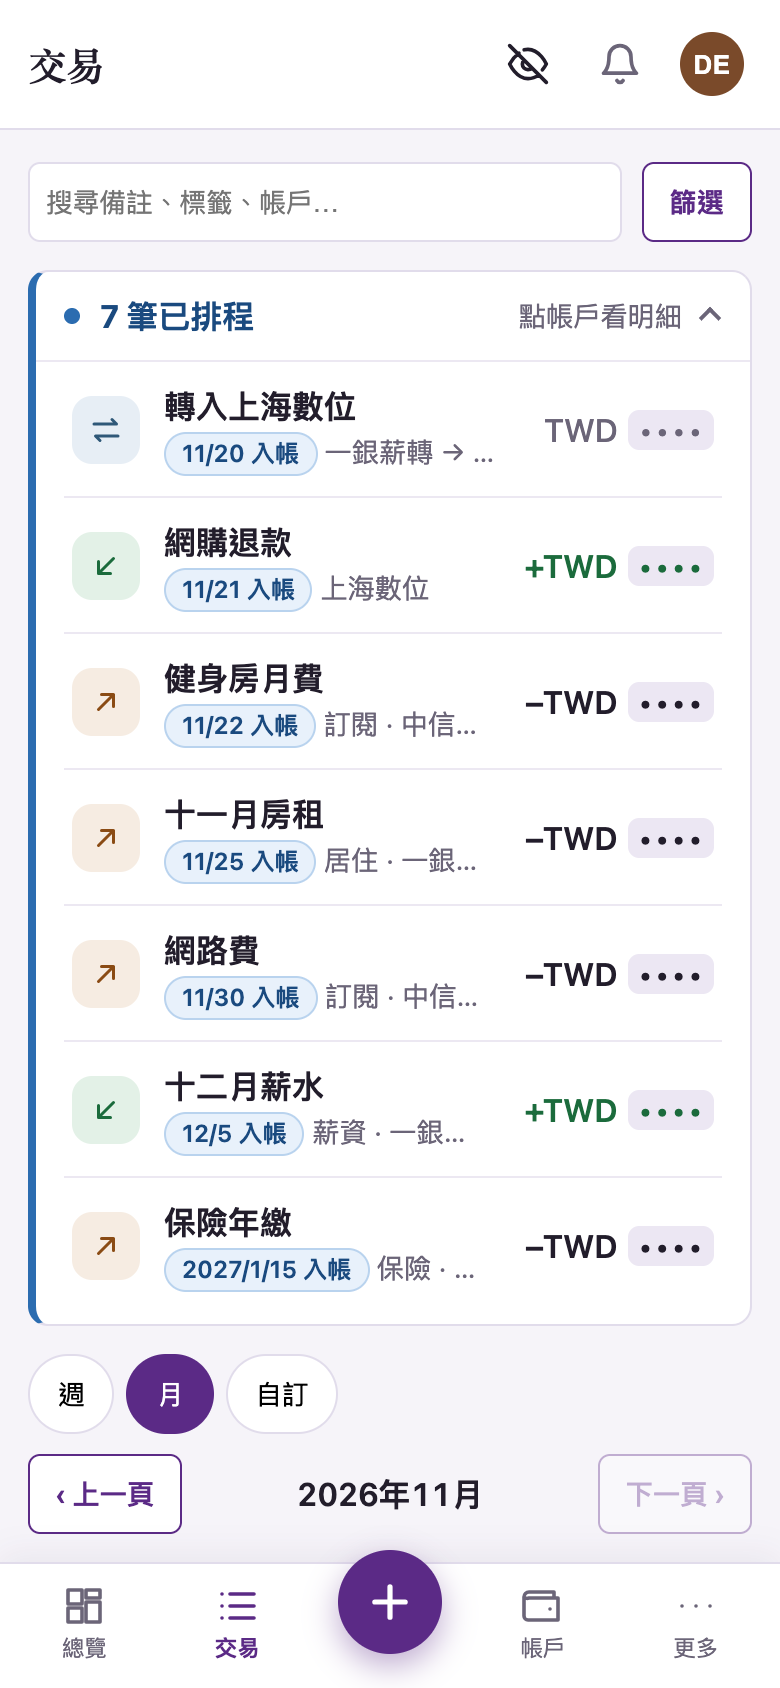 交易
DE
搜尋備註、標籤、帳戶...
篩選
7 筆已排程
點帳戶看明細
轉入上海數位
11/20 入帳 一銀薪轉 → ...
TWD ••••
網購退款
11/21 入帳 上海數位
+TWD ••••
健身房月費
11/22 入帳 訂閱 · 中信...
–TWD ••••
十一月房租
11/25 入帳 居住 · 一銀...
–TWD ••••
網路費
11/30 入帳 訂閱 · 中信...
–TWD ••••
十二月薪水
12/5 入帳 薪資 · 一銀...
+TWD ••••
保險年繳
2027/1/15 入帳 保險 · ...
–TWD ••••
週
月
自訂
‹ 上一頁
2026年11月
下一頁 ›
總覽
交易
帳戶
更多